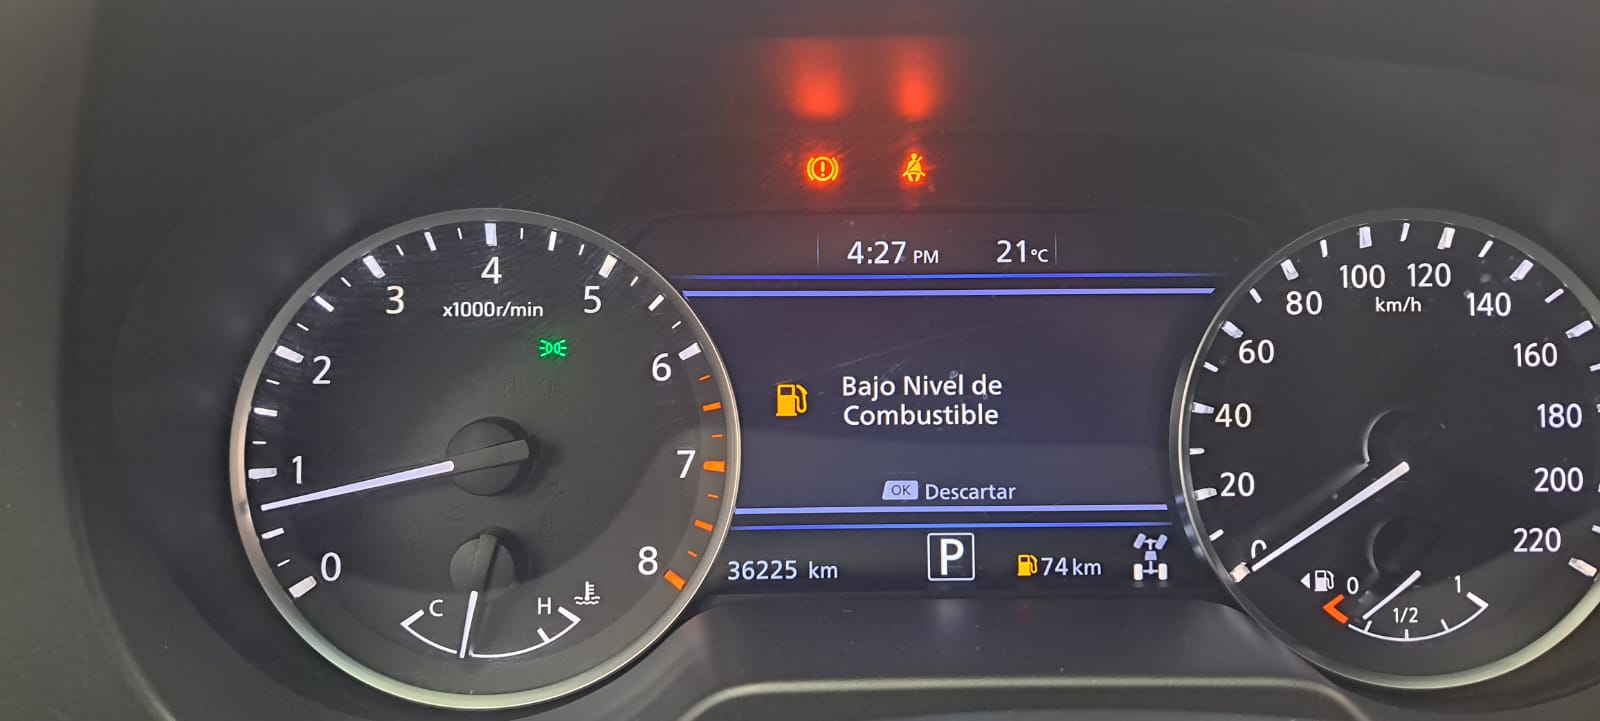 4:27 PM 21°C
0 1 2 3 4 5 6 7 8
x1000r/min
C H
Bajo Nivel de
Combustible
OK Descartar
36225 km P 74 km
0 20 40 60 80 100 120 140 160 180 200 220
km/h
0 1/2 1